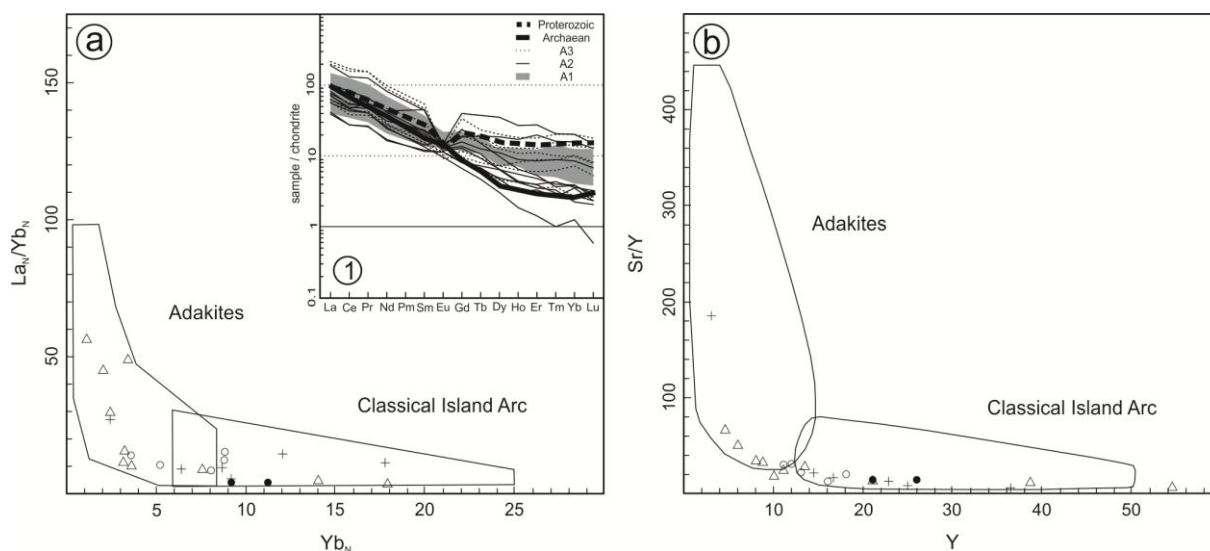 a
Proterozoic
Archaean
A3
A2
A1
100
10
1
0.1
sample / chondrite
1
La Ce Pr Nd Pm Sm Eu Gd Tb Dy Ho Er Tm Yb Lu
150
100
50
LaN/YbN
Adakites
Classical Island Arc
0 5 10 15 20 25
YbN
b
400
300
200
100
Sr/Y
Adakites
Classical Island Arc
0 10 20 30 40 50
Y